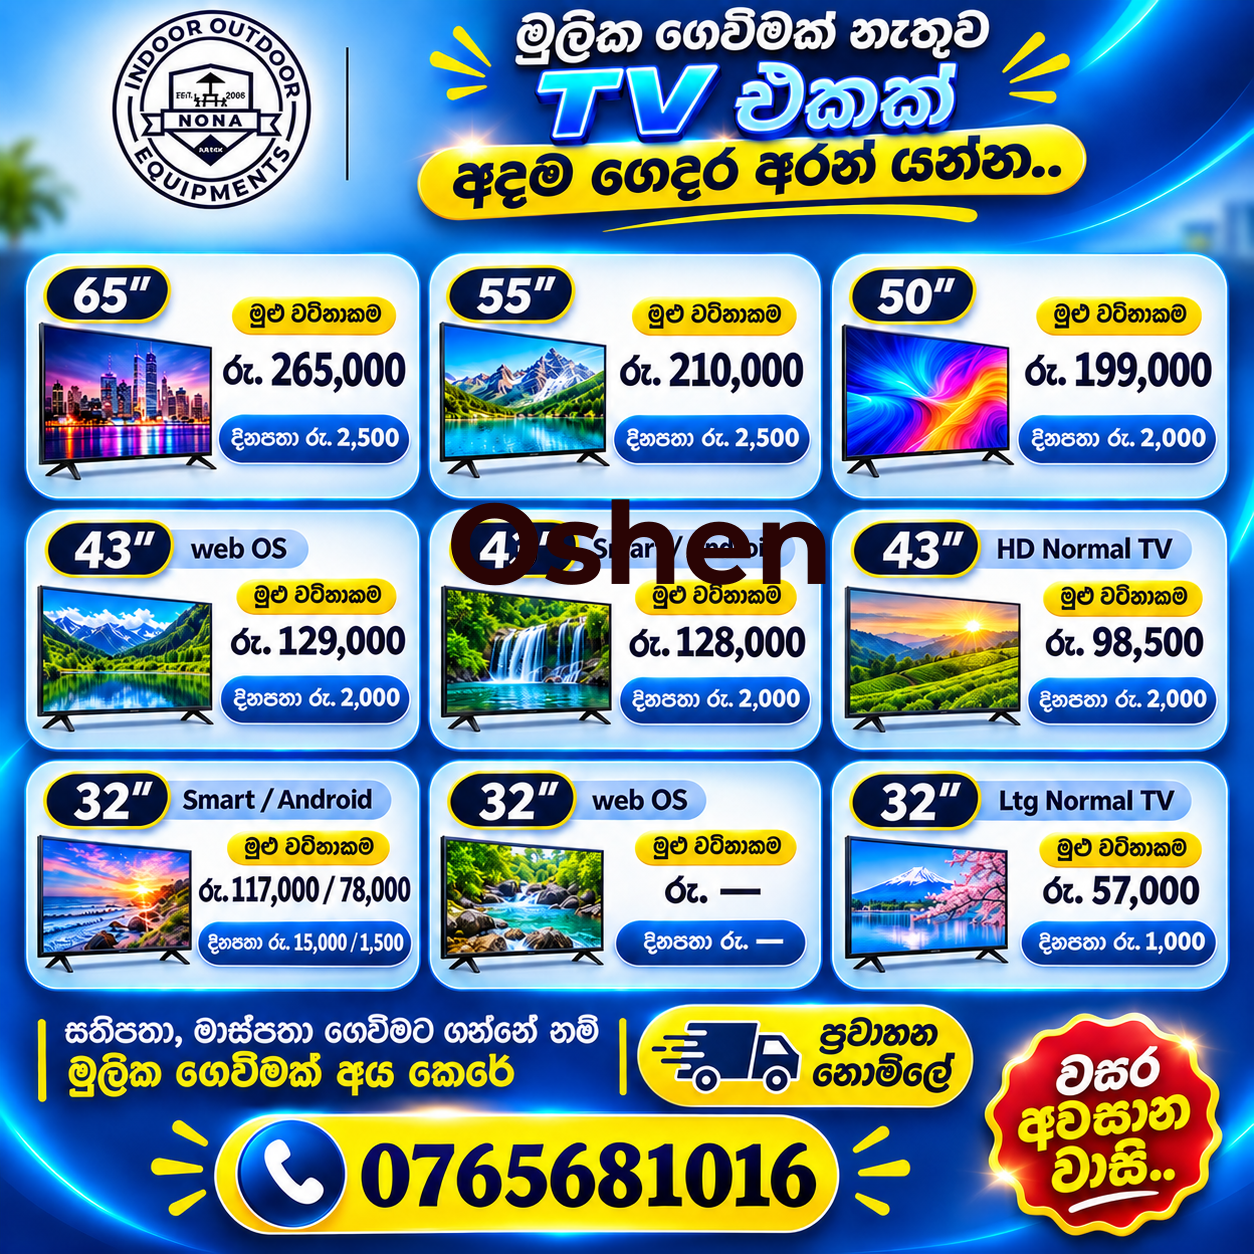 INDOOR OUTDOOR
EST. 2006
NONA
EQUIPMENTS
මුලික ගෙවීමක් නැතුව
TV එකක්
අදම ගෙදර අරන් යන්න..
65"
මුළු වටිනාකම
රු. 265,000
දිනපතා රු. 2,500
55"
මුළු වටිනාකම
රු. 210,000
දිනපතා රු. 2,500
50"
මුළු වටිනාකම
රු. 199,000
දිනපතා රු. 2,000
43" web OS
මුළු වටිනාකම
රු. 129,000
දිනපතා රු. 2,000
Oshen
43" Smart / Android
මුළු වටිනාකම
රු. 128,000
දිනපතා රු. 2,000
43" HD Normal TV
මුළු වටිනාකම
රු. 98,500
දිනපතා රු. 2,000
32" Smart / Android
මුළු වටිනාකම
රු. 117,000 / 78,000
දිනපතා රු. 15,000 / 1,500
32" web OS
මුළු වටිනාකම
රු. —
දිනපතා රු. —
32" Ltg Normal TV
මුළු වටිනාකම
රු. 57,000
දිනපතා රු. 1,000
සතිපතා, මාස්පතා ගෙවීමට ගන්නේ නම්
මුලික ගෙවීමක් අය කෙරේ
ප්‍රවාහන
නොමිලේ
වසර
අවසාන
වාසි..
0765681016